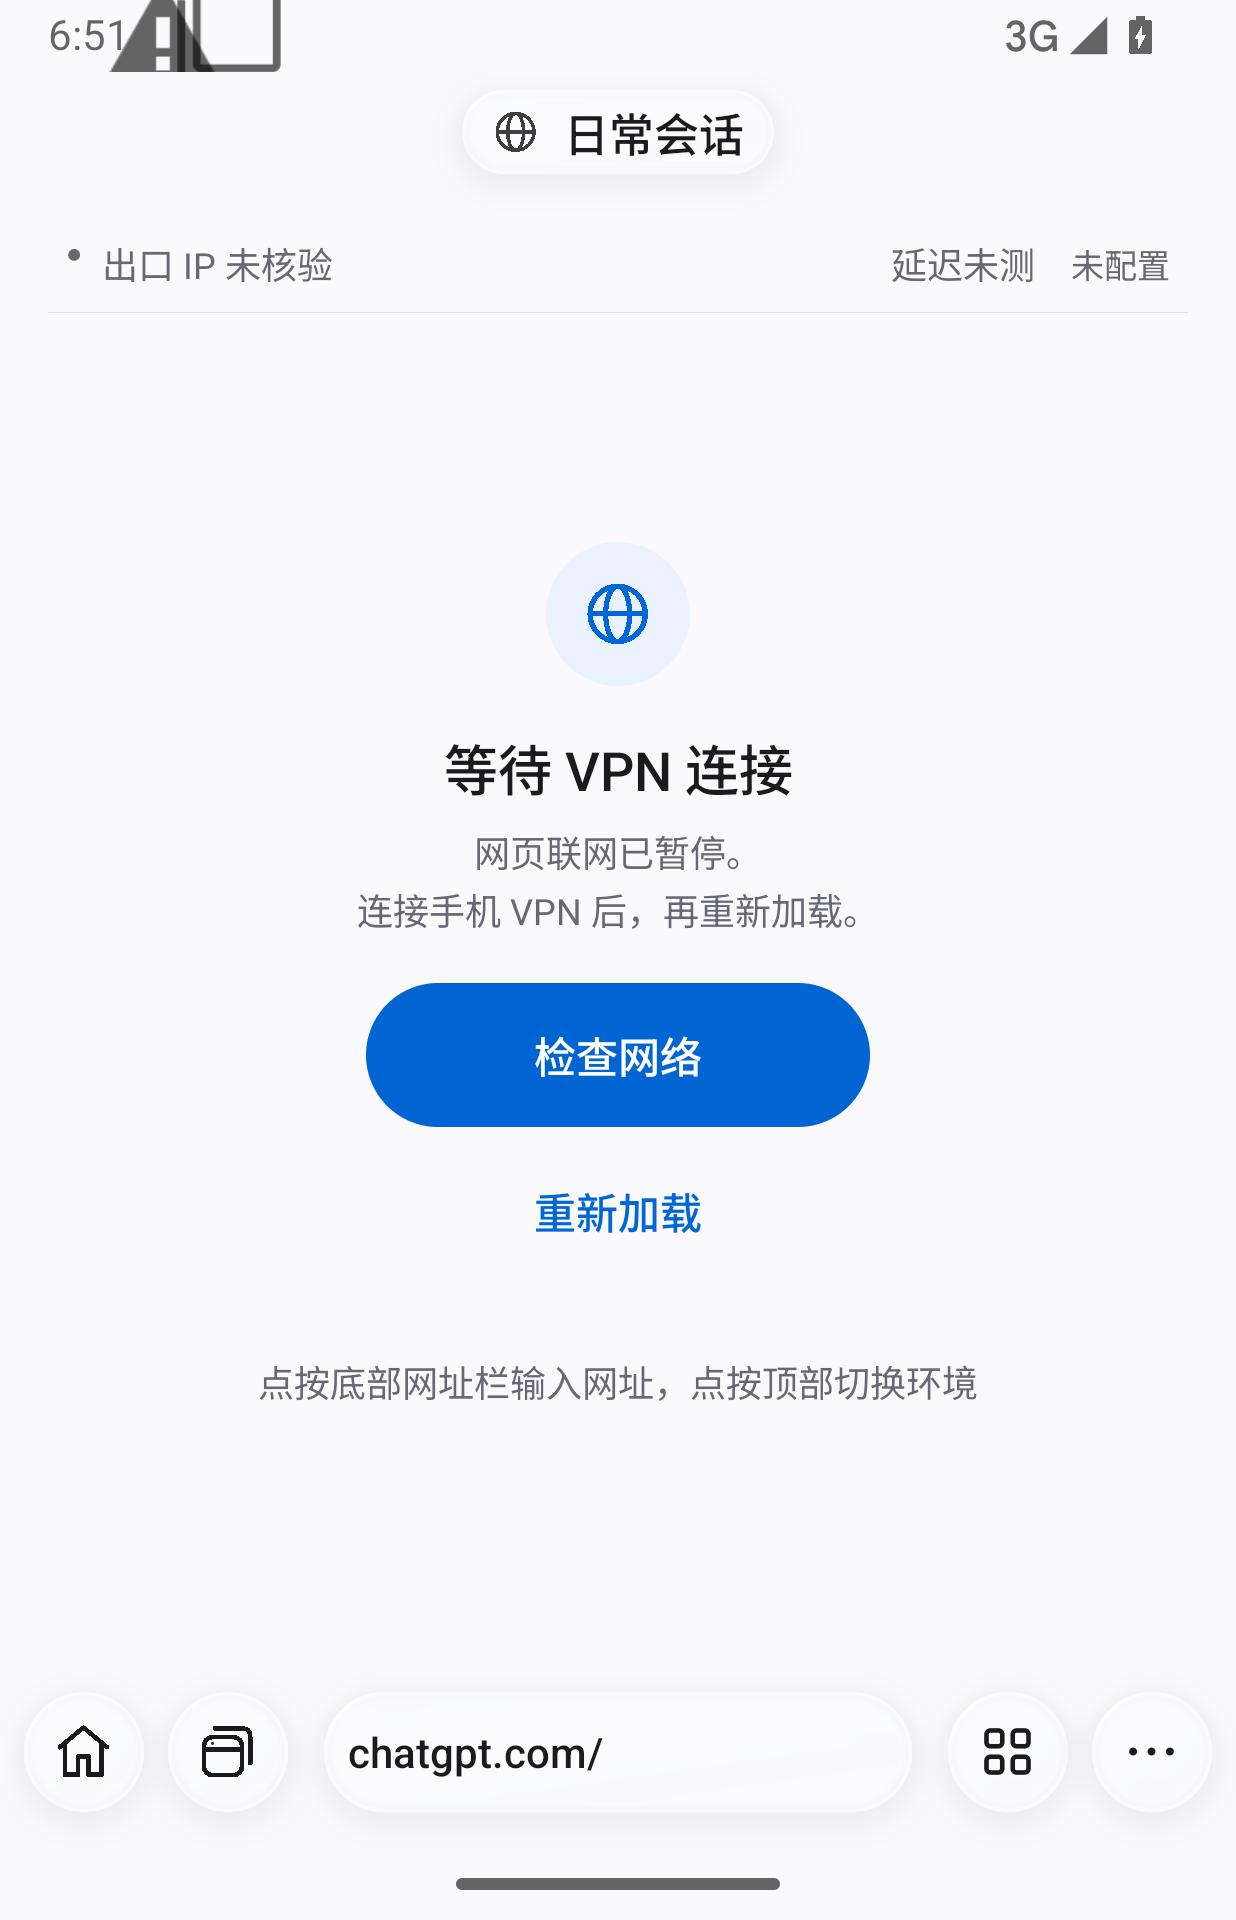 6:51
3G
日常会话
出口 IP 未核验
延迟未测
未配置
等待 VPN 连接
网页联网已暂停。
连接手机 VPN 后，再重新加载。
检查网络
重新加载
点按底部网址栏输入网址，点按顶部切换环境
chatgpt.com/